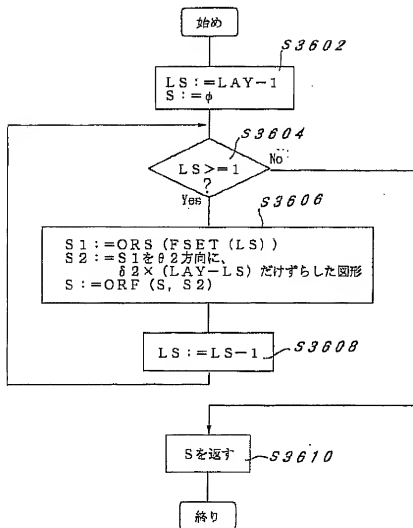 始め
S3602
LS:=LAY-1
S:=φ
S3604
LS>=1
?
No
Yes
S3606
S1:=ORS(FSET(LS))
S2:=S1をθ2方向に、
δ2×(LAY-LS)だけずらした図形
S:=ORF(S, S2)
LS:=LS-1
S3608
Sを返す
S3610
終り